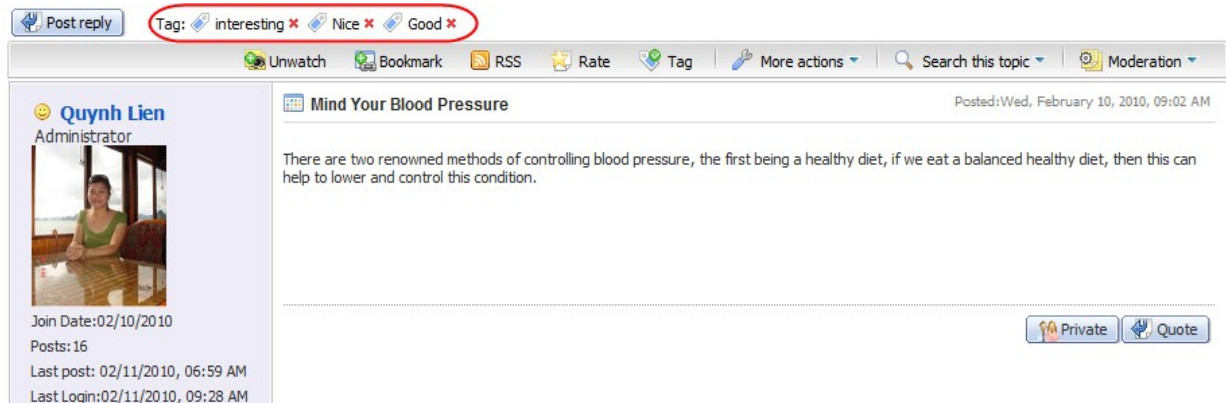 Post reply Tag: interesting Nice Good
Unwatch Bookmark RSS Rate Tag More actions Search this topic Moderation
Quynh Lien
Administrator
Join Date:02/10/2010
Posts:16
Last post: 02/11/2010, 06:59 AM
Last Login:02/11/2010, 09:28 AM
Mind Your Blood Pressure Posted:Wed, February 10, 2010, 09:02 AM
There are two renowned methods of controlling blood pressure, the first being a healthy diet, if we eat a balanced healthy diet, then this can
help to lower and control this condition.
Private Quote